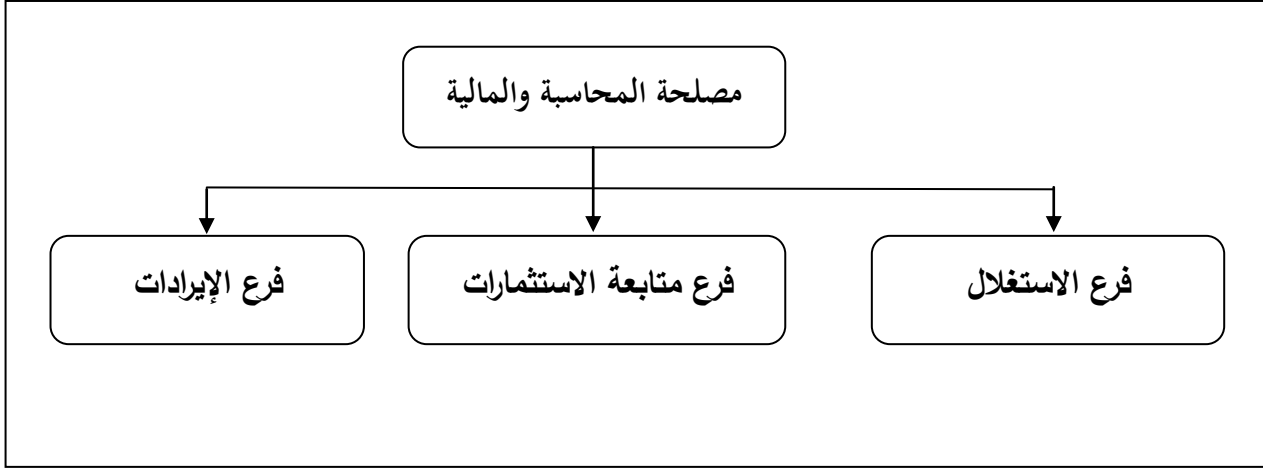 مصلحة المحاسبة والمالية
فرع الاستغلال
فرع متابعة الاستثمارات
فرع الإيرادات